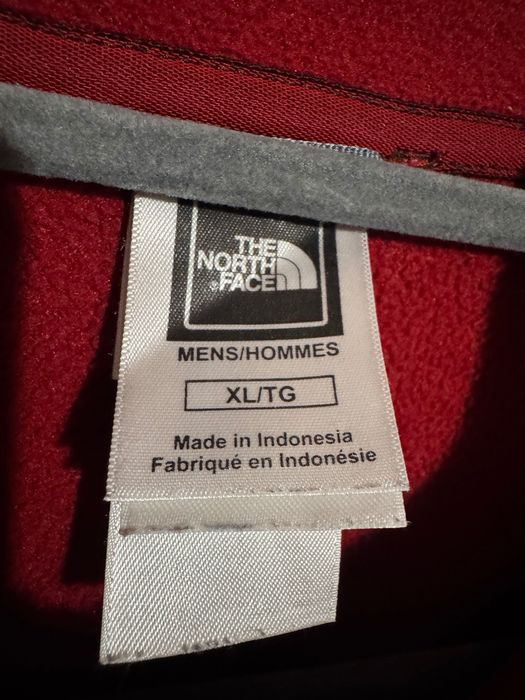 THE
NORTH
FACE
MENS/HOMMES
XL/TG
Made in Indonesia
Fabriqué en Indonésie